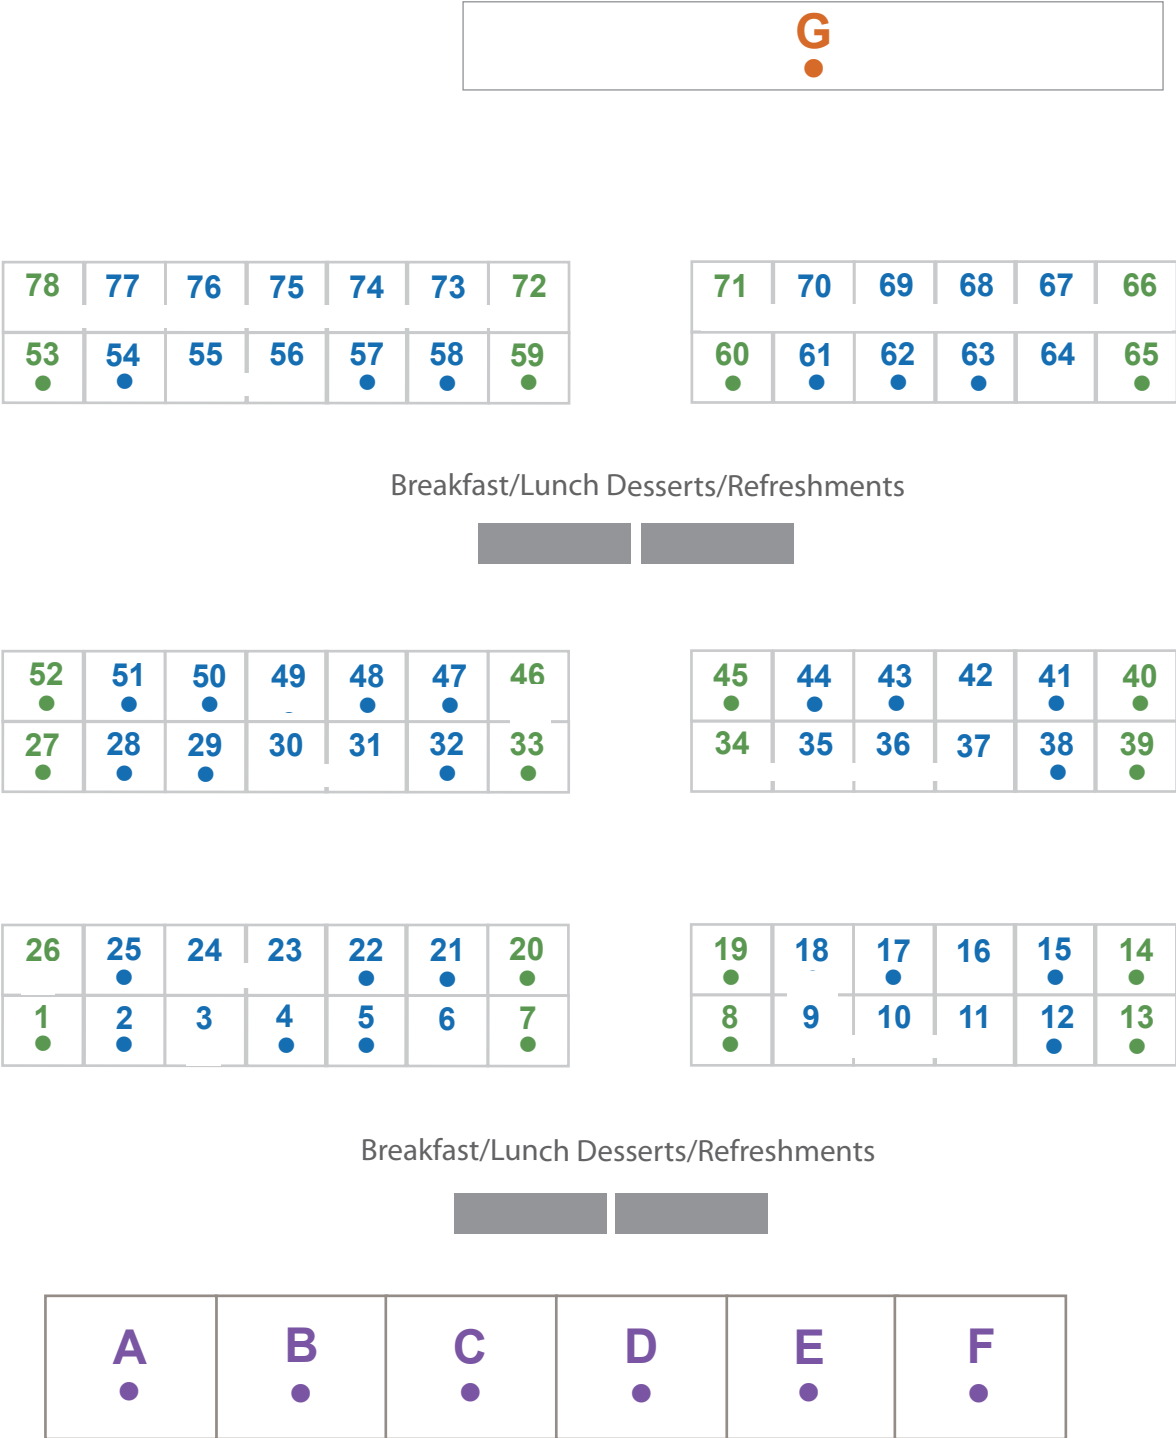 G
78 77 76 75 74 73 72 71 70 69 68 67 66
53 54 55 56 57 58 59 60 61 62 63 64 65
Breakfast/Lunch Desserts/Refreshments
52 51 50 49 48 47 46 45 44 43 42 41 40
27 28 29 30 31 32 33 34 35 36 37 38 39
26 25 24 23 22 21 20 19 18 17 16 15 14
1 2 3 4 5 6 7 8 9 10 11 12 13
Breakfast/Lunch Desserts/Refreshments
A B C D E F